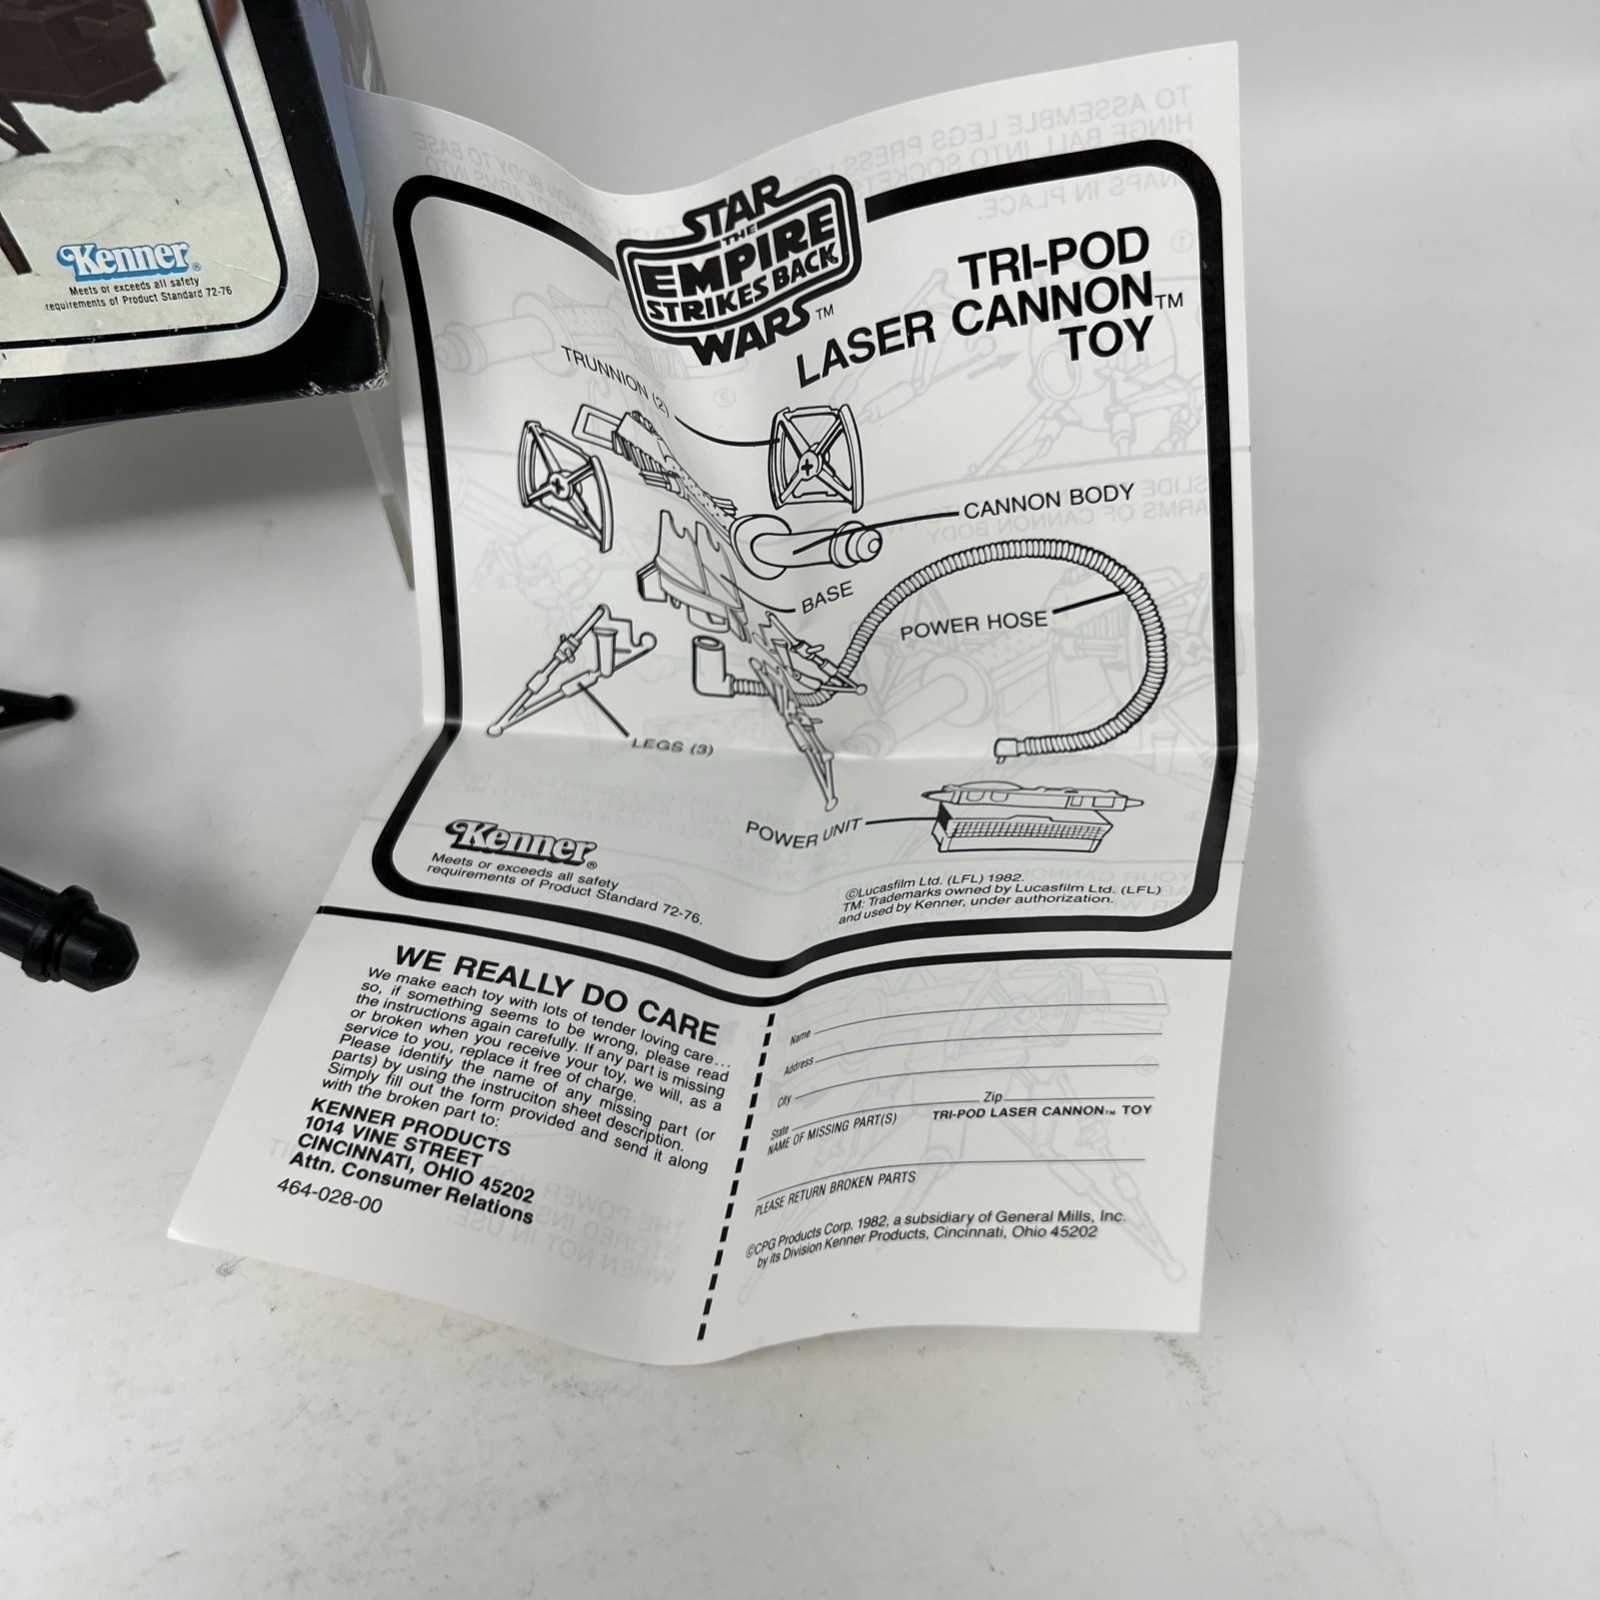 Kenner®
Meets or exceeds all safety
requirements of Product Standard 72-76
STAR
THE
EMPIRE
STRIKES BACK
WARS™
TRI-POD
LASER CANNON™
TOY
TRUNNION (2)
CANNON BODY
BASE
POWER HOSE
LEGS (3)
POWER UNIT
Kenner®
Meets or exceeds all safety
requirements of Product Standard 72-76.
©Lucasfilm Ltd. (LFL) 1982.
TM: Trademarks owned by Lucasfilm Ltd. (LFL)
and used by Kenner, under authorization.
WE REALLY DO CARE
We make each toy with lots of tender loving care...
so, if something seems to be wrong, please read
the instructions again carefully. If any part is missing
or broken when you receive your toy, we will, as a
service to you, replace it free of charge.
Please identify the name of any missing part (or
parts) by using the instruciton sheet description.
Simply fill out the form provided and send it along
with the broken part to:
KENNER PRODUCTS
1014 VINE STREET
CINCINNATI, OHIO 45202
Attn. Consumer Relations
464-028-00
Name
Address
City
State Zip
NAME OF MISSING PART(S) TRI-POD LASER CANNON™ TOY
PLEASE RETURN BROKEN PARTS
©CPG Products Corp. 1982, a subsidiary of General Mills, Inc.
by its Division Kenner Products, Cincinnati, Ohio 45202